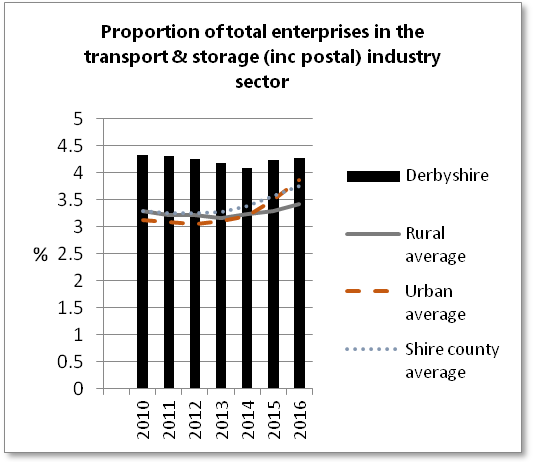 Proportion of total enterprises in the
transport & storage (inc postal) industry
sector
5
4.5
4
3.5
3
2.5
2
1.5
1
0.5
0
%
2010
2011
2012
2013
2014
2015
2016
Derbyshire
Rural
average
Urban
average
Shire county
average